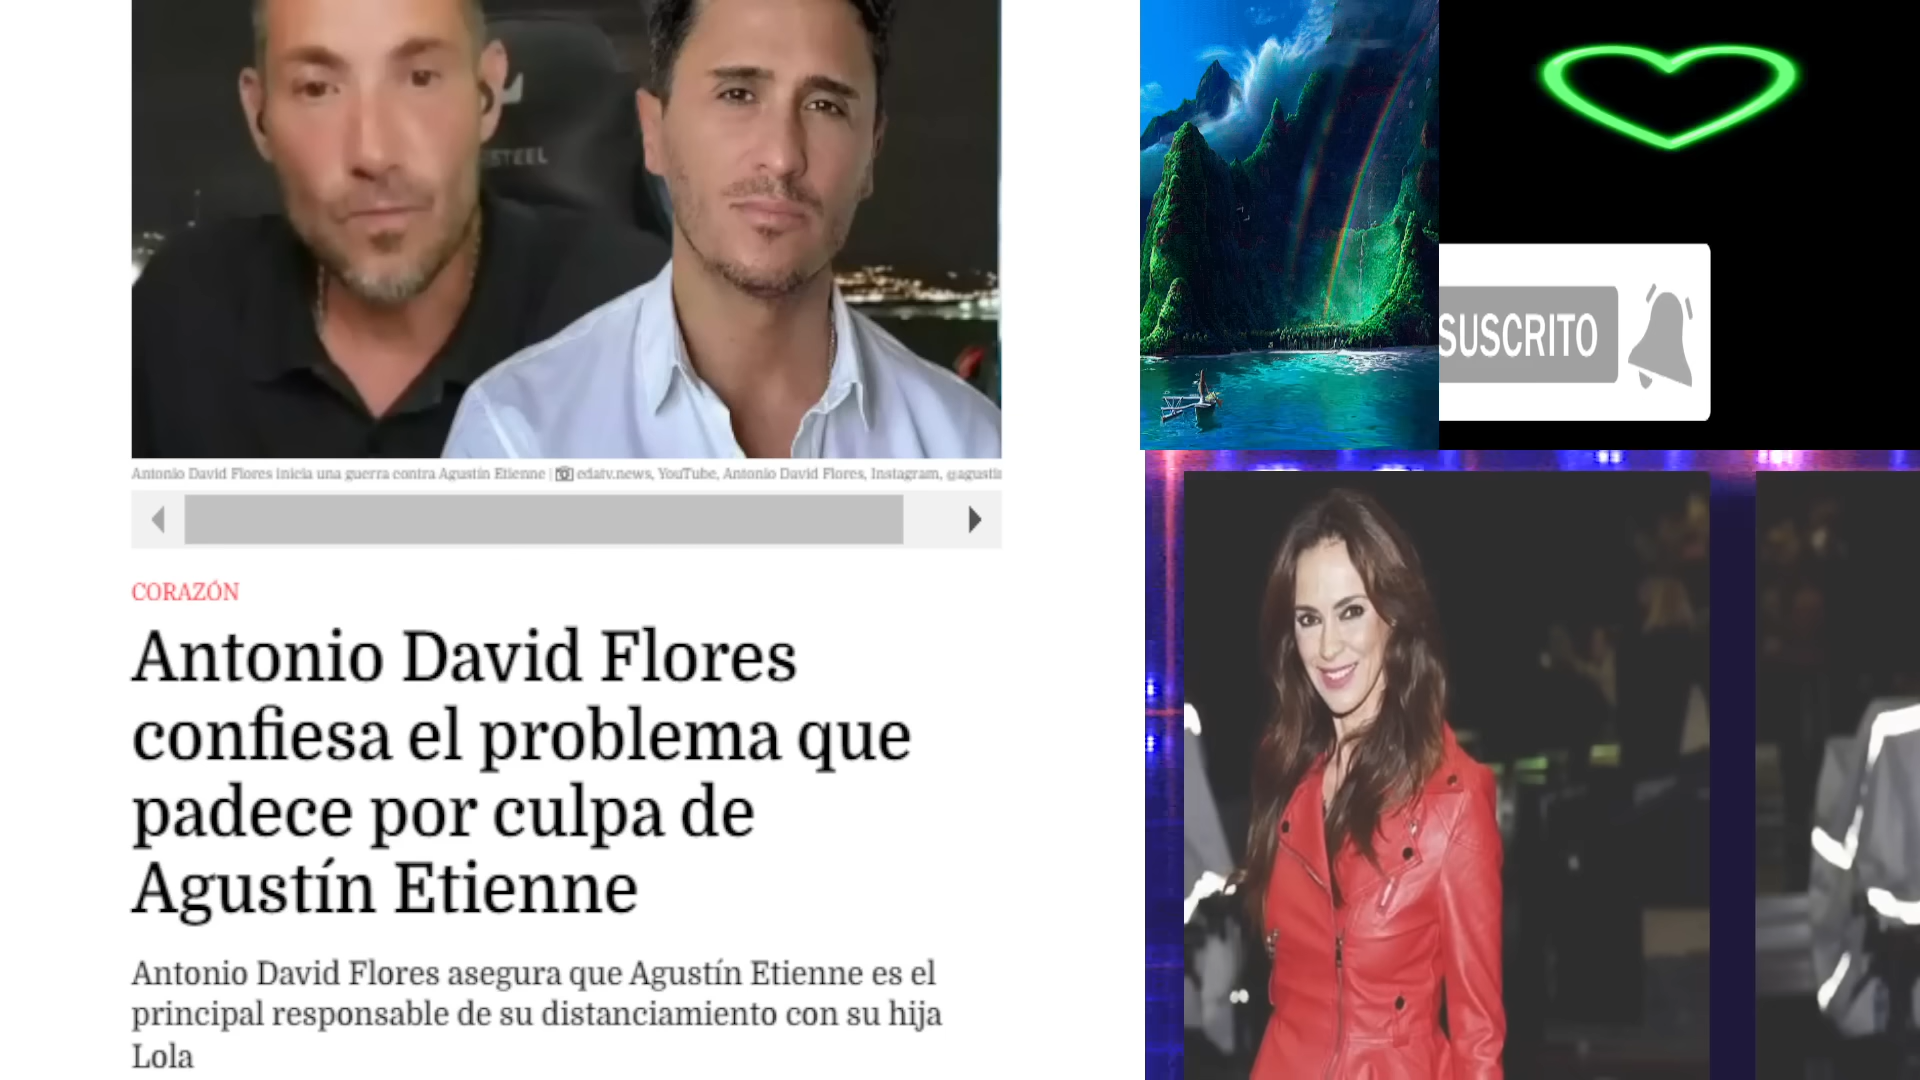 STEEL
Antonio David Flores inicia una guerra contra Agustín Etienne | edatv.news, YouTube, Antonio David Flores, Instagram, @agustin
CORAZÓN
Antonio David Flores
confiesa el problema que
padece por culpa de
Agustín Etienne
Antonio David Flores asegura que Agustín Etienne es el
principal responsable de su distanciamiento con su hija
Lola
SUSCRITO